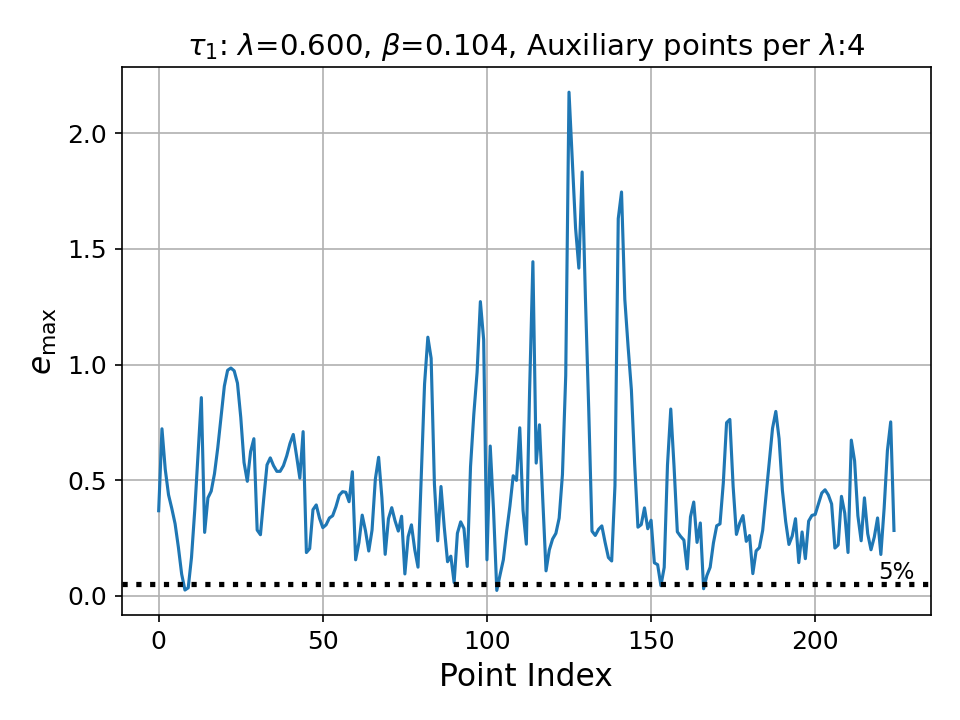 τ₁: λ=0.600, β=0.104, Auxiliary points per λ:4
e_max
2.0
1.5
1.0
0.5
0.0
5%
0 50 100 150 200
Point Index